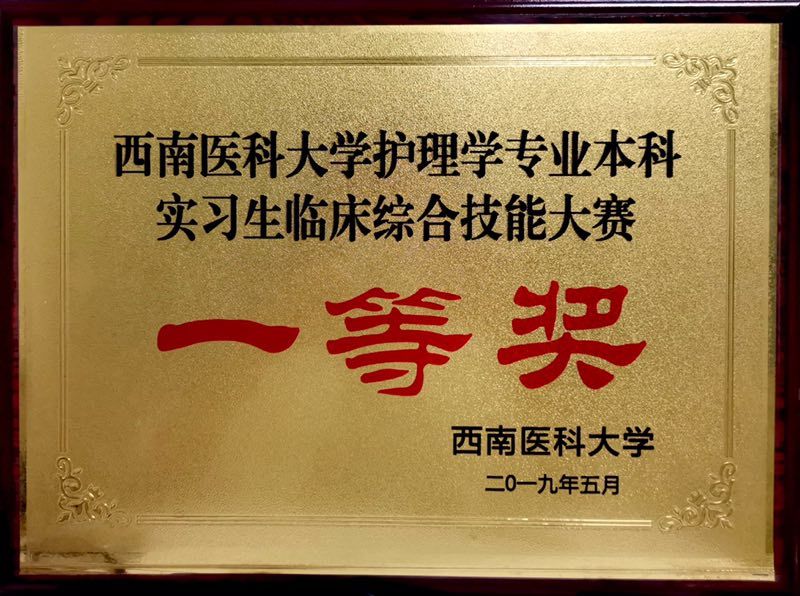 西南医科大学护理学专业本科
实习生临床综合技能大赛
一等奖
西南医科大学
二0一九年五月